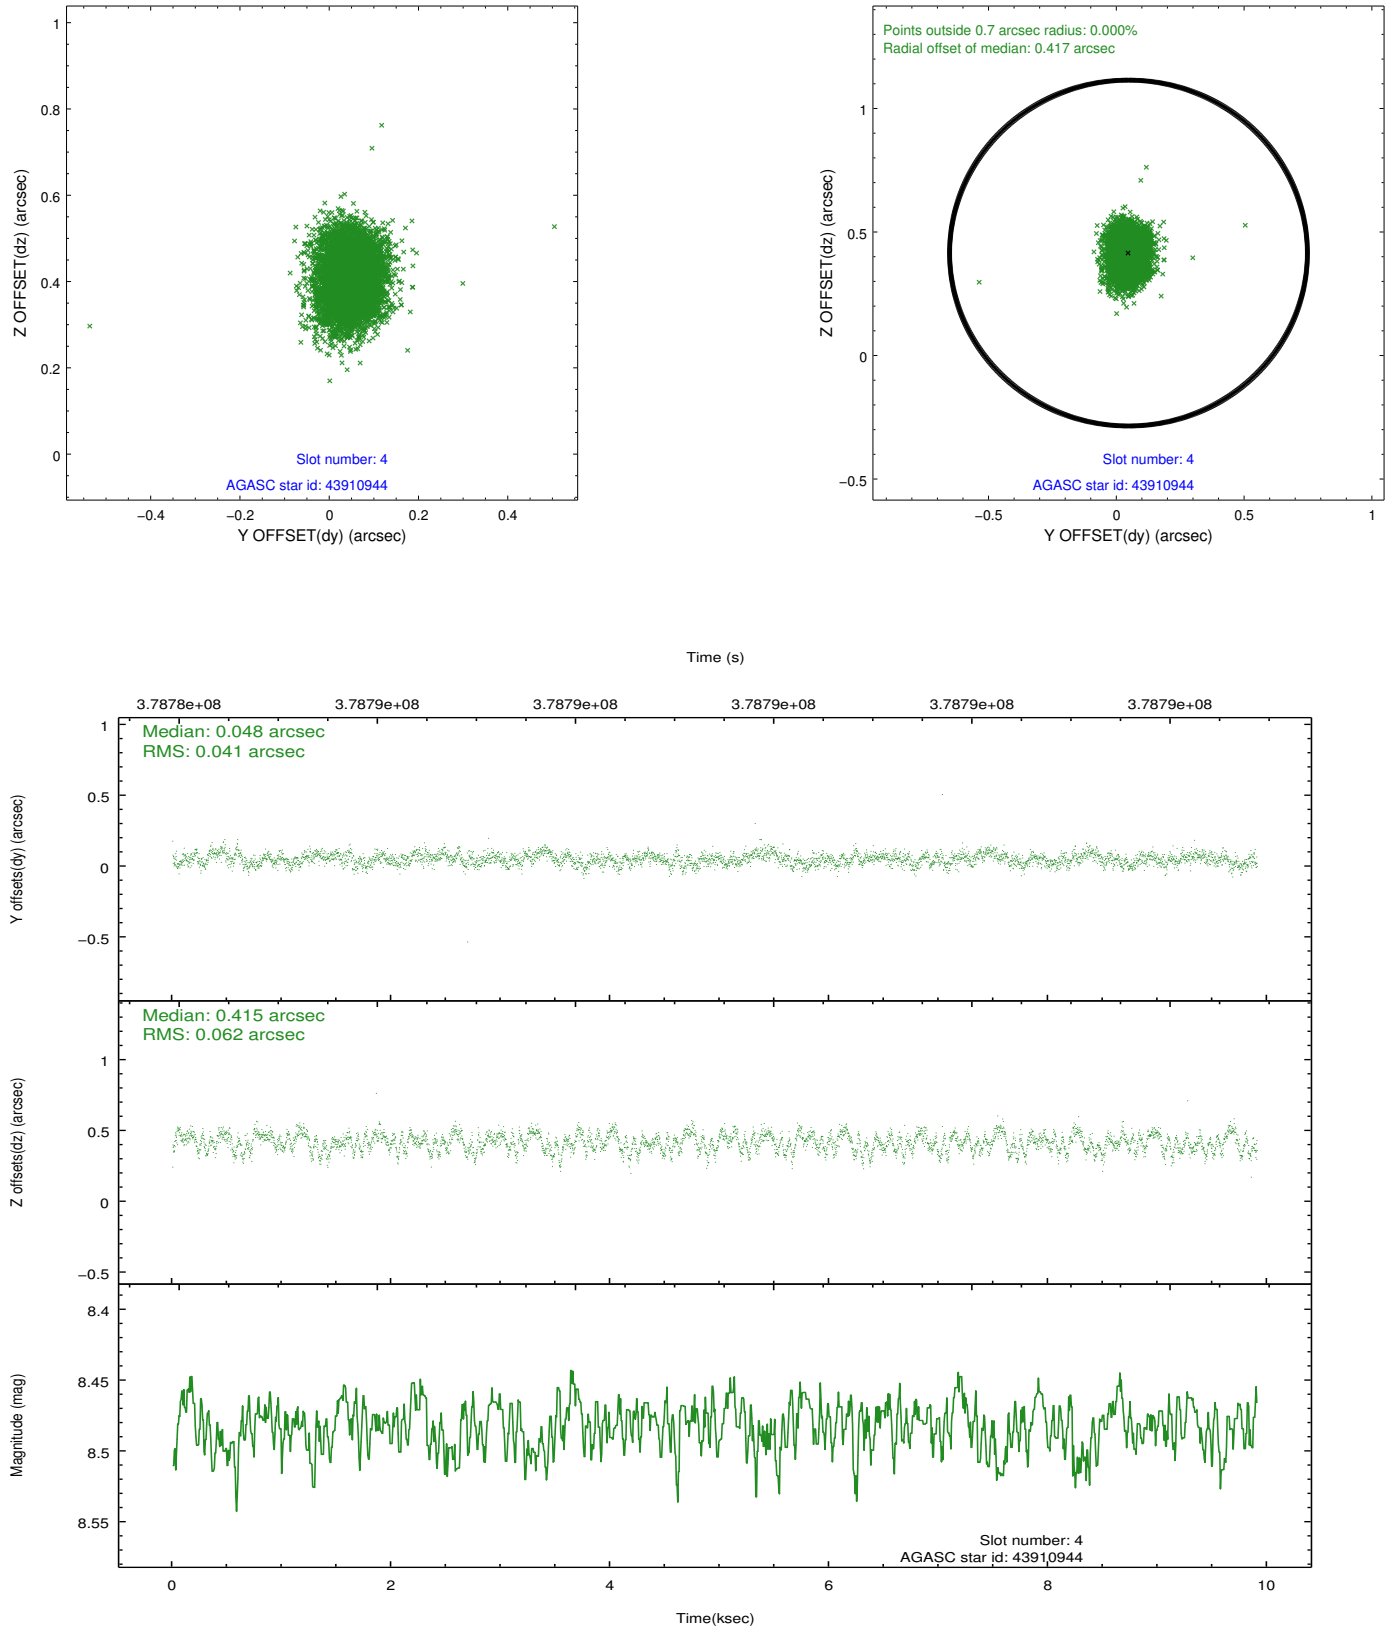 1
0.8
0.6
0.4
0.2
0
Z OFFSET(dz) (arcsec)
Slot number: 4
AGASC star id: 43910944
−0.4 −0.2 0 0.2 0.4
Y OFFSET(dy) (arcsec)
Points outside 0.7 arcsec radius: 0.000%
Radial offset of median: 0.417 arcsec
1
0.5
0
−0.5
Z OFFSET(dz) (arcsec)
Slot number: 4
AGASC star id: 43910944
−0.5 0 0.5 1
Y OFFSET(dy) (arcsec)
Time (s)
3.7878e+08 3.7879e+08 3.7879e+08 3.7879e+08 3.7879e+08 3.7879e+08
Median: 0.048 arcsec
RMS: 0.041 arcsec
1
0.5
0
−0.5
Y offsets(dy) (arcsec)
Median: 0.415 arcsec
RMS: 0.062 arcsec
1
0.5
0
−0.5
Z offsets(dz) (arcsec)
8.4
8.45
8.5
8.55
Magnitude (mag)
Slot number: 4
AGASC star id: 43910944
0 2 4 6 8 10
Time(ksec)